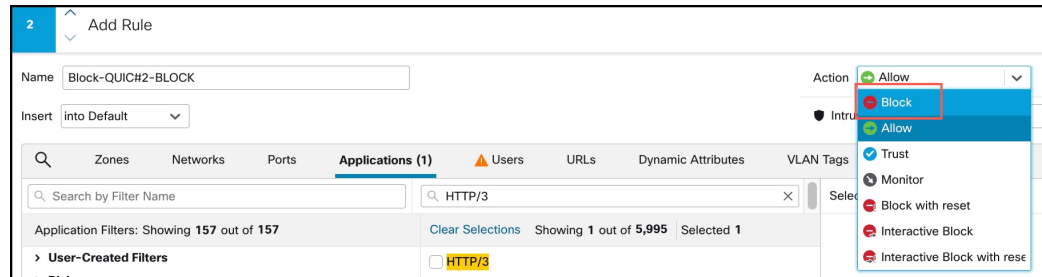 2
Add Rule
Name Block-QUIC#2-BLOCK Action Allow
Block
Insert into Default Intru
Allow
Zones Networks Ports Applications (1) Users URLs Dynamic Attributes VLAN Tags
Trust
Monitor
Search by Filter Name HTTP/3 Selec
Block with reset
Application Filters: Showing 157 out of 157 Clear Selections Showing 1 out of 5,995 Selected 1
Interactive Block
User-Created Filters HTTP/3
Interactive Block with rese